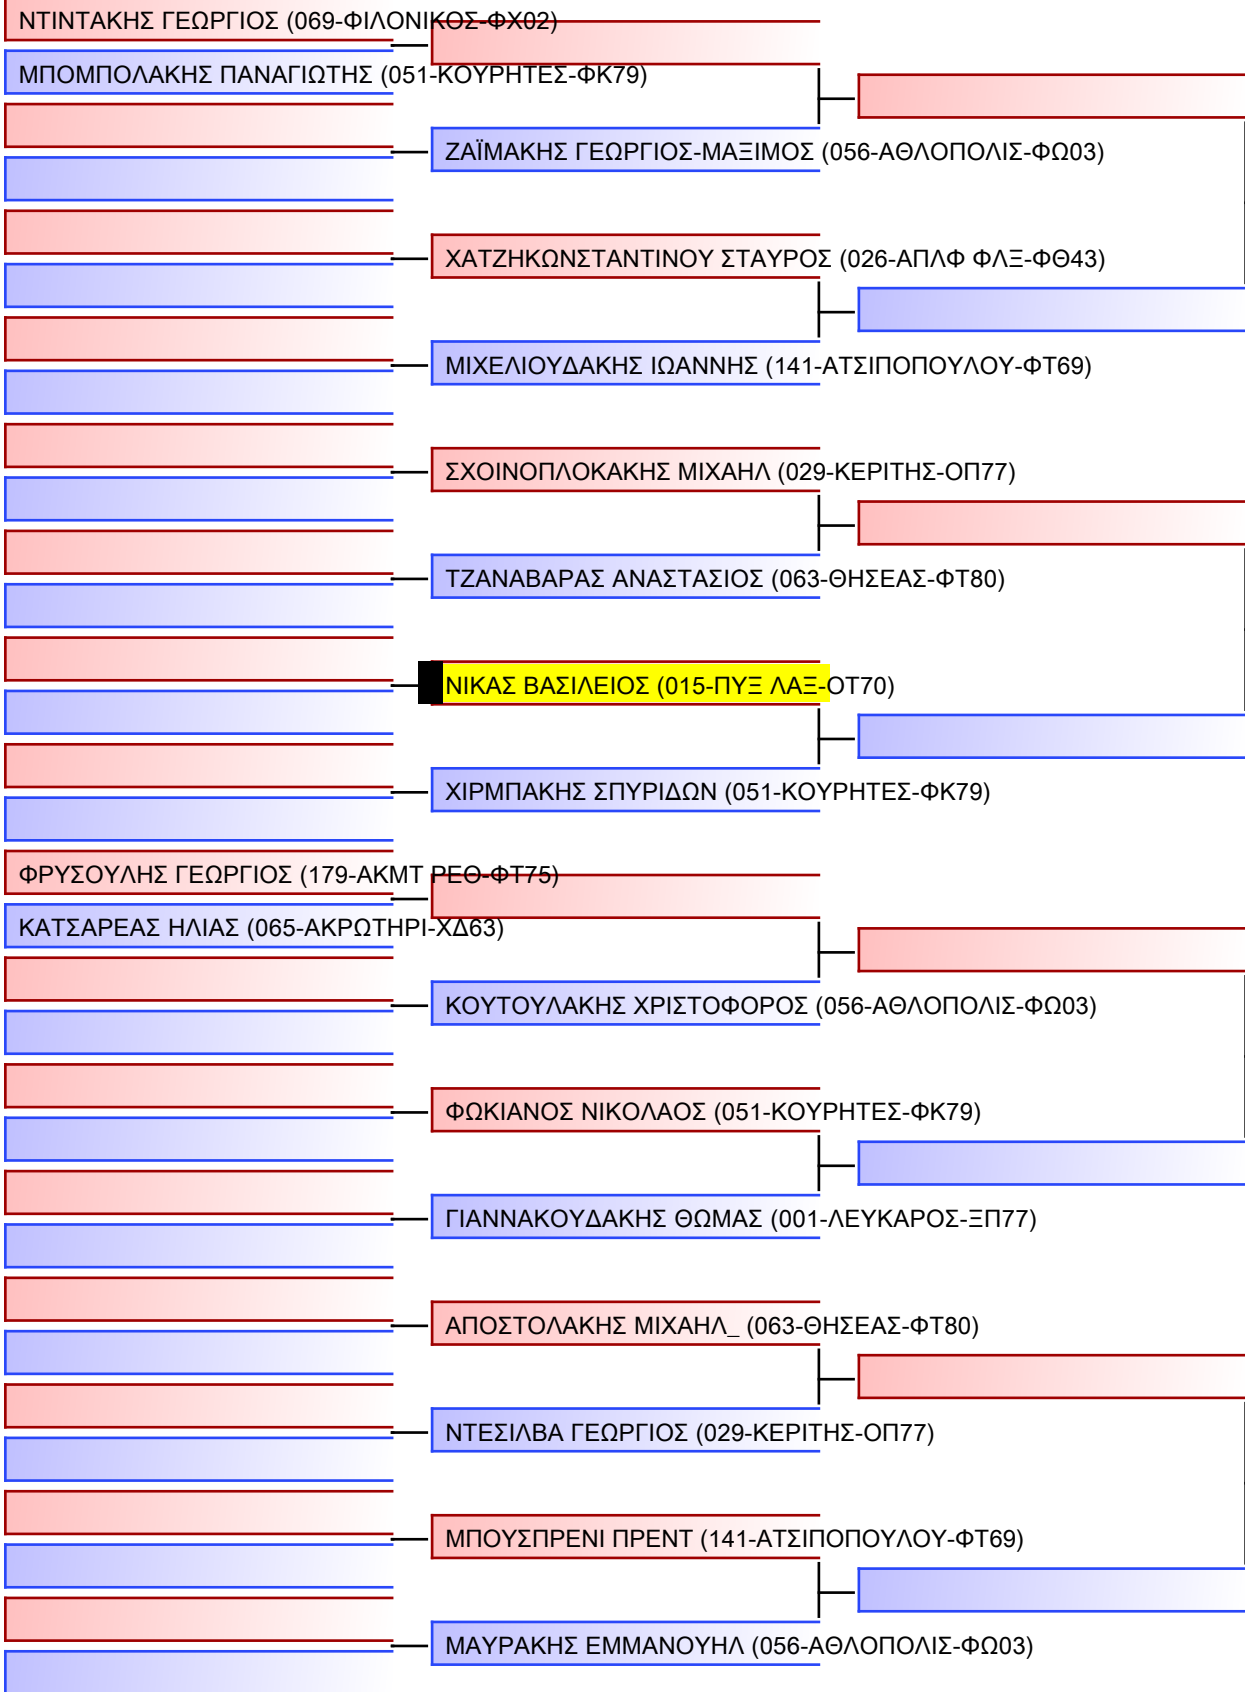 ΝΤΙΝΤΑΚΗΣ ΓΕΩΡΓΙΟΣ (069-ΦΙΛΟΝΙΚΟΣ-ΦΧ02)
ΜΠΟΜΠΟΛΑΚΗΣ ΠΑΝΑΓΙΩΤΗΣ (051-ΚΟΥΡΗΤΕΣ-ΦΚ79)
ΖΑΪΜΑΚΗΣ ΓΕΩΡΓΙΟΣ-ΜΑΞΙΜΟΣ (056-ΑΘΛΟΠΟΛΙΣ-ΦΩ03)
ΧΑΤΖΗΚΩΝΣΤΑΝΤΙΝΟΥ ΣΤΑΥΡΟΣ (026-ΑΠΛΦ ΦΛΞ-ΦΘ43)
ΜΙΧΕΛΙΟΥΔΑΚΗΣ ΙΩΑΝΝΗΣ (141-ΑΤΣΙΠΟΠΟΥΛΟΥ-ΦΤ69)
ΣΧΟΙΝΟΠΛΟΚΑΚΗΣ ΜΙΧΑΗΛ (029-ΚΕΡΙΤΗΣ-ΟΠ77)
ΤΖΑΝΑΒΑΡΑΣ ΑΝΑΣΤΑΣΙΟΣ (063-ΘΗΣΕΑΣ-ΦΤ80)
ΝΙΚΑΣ ΒΑΣΙΛΕΙΟΣ (015-ΠΥΞ ΛΑΞ-ΟΤ70)
ΧΙΡΜΠΑΚΗΣ ΣΠΥΡΙΔΩΝ (051-ΚΟΥΡΗΤΕΣ-ΦΚ79)
ΦΡΥΣΟΥΛΗΣ ΓΕΩΡΓΙΟΣ (179-ΑΚΜΤ ΡΕΘ-ΦΤ75)
ΚΑΤΣΑΡΕΑΣ ΗΛΙΑΣ (065-ΑΚΡΩΤΗΡΙ-ΧΔ63)
ΚΟΥΤΟΥΛΑΚΗΣ ΧΡΙΣΤΟΦΟΡΟΣ (056-ΑΘΛΟΠΟΛΙΣ-ΦΩ03)
ΦΩΚΙΑΝΟΣ ΝΙΚΟΛΑΟΣ (051-ΚΟΥΡΗΤΕΣ-ΦΚ79)
ΓΙΑΝΝΑΚΟΥΔΑΚΗΣ ΘΩΜΑΣ (001-ΛΕΥΚΑΡΟΣ-ΞΠ77)
ΑΠΟΣΤΟΛΑΚΗΣ ΜΙΧΑΗΛ_ (063-ΘΗΣΕΑΣ-ΦΤ80)
ΝΤΕΣΙΛΒΑ ΓΕΩΡΓΙΟΣ (029-ΚΕΡΙΤΗΣ-ΟΠ77)
ΜΠΟΥΣΠΡΕΝΙ ΠΡΕΝΤ (141-ΑΤΣΙΠΟΠΟΥΛΟΥ-ΦΤ69)
ΜΑΥΡΑΚΗΣ ΕΜΜΑΝΟΥΗΛ (056-ΑΘΛΟΠΟΛΙΣ-ΦΩ03)